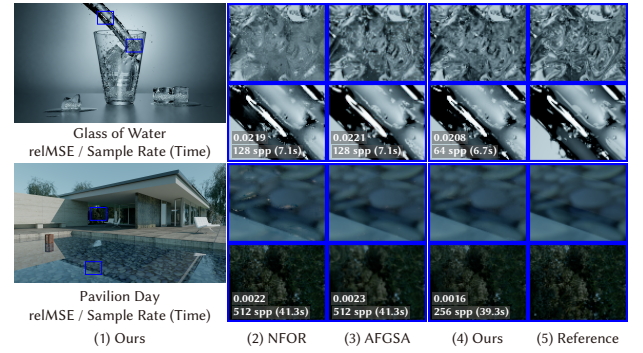 0.0219
128 spp (7.1s)
0.0221
128 spp (7.1s)
0.0208
64 spp (6.7s)
Glass of Water
relMSE / Sample Rate (Time)
0.0022
512 spp (41.3s)
0.0023
512 spp (41.3s)
0.0016
256 spp (39.3s)
Pavilion Day
relMSE / Sample Rate (Time)
(1) Ours
(2) NFOR
(3) AFGSA
(4) Ours
(5) Reference